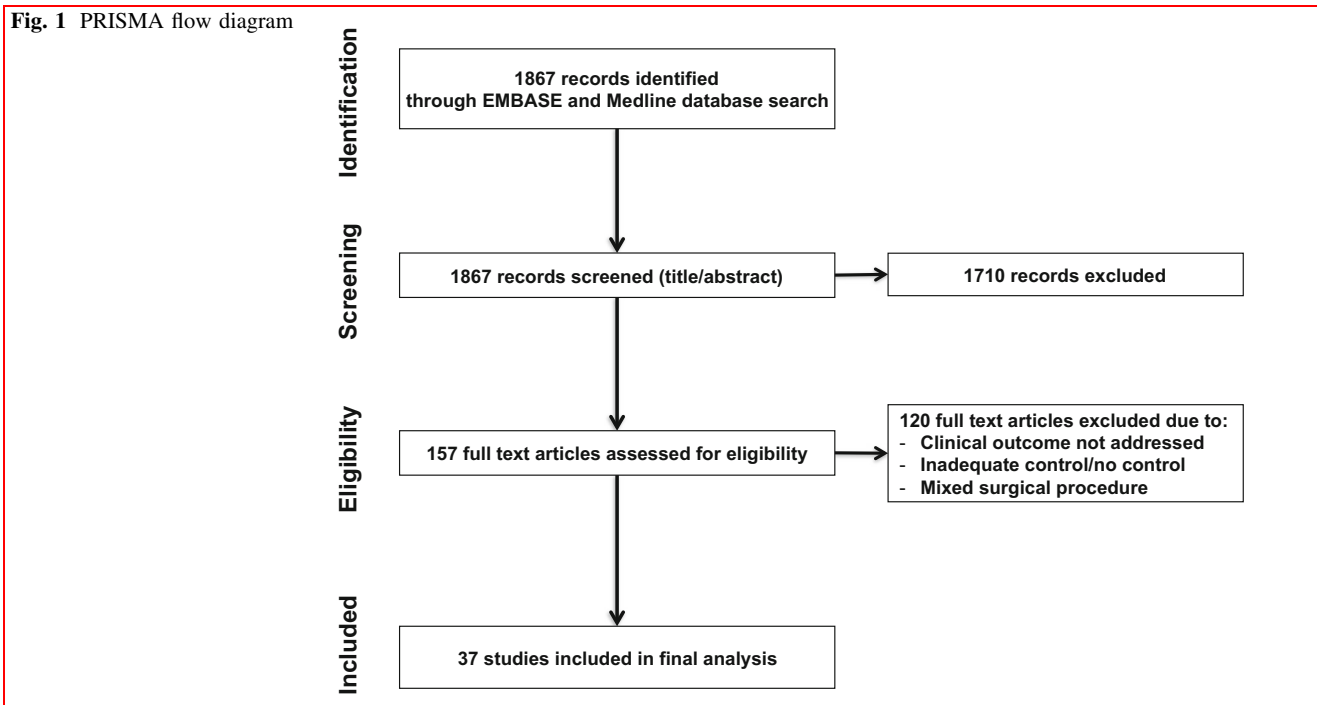 Fig. 1 PRISMA flow diagram
Identification
1867 records identified
through EMBASE and Medline database search
Screening
1867 records screened (title/abstract)
1710 records excluded
Eligibility
157 full text articles assessed for eligibility
120 full text articles excluded due to:
- Clinical outcome not addressed
- Inadequate control/no control
- Mixed surgical procedure
Included
37 studies included in final analysis